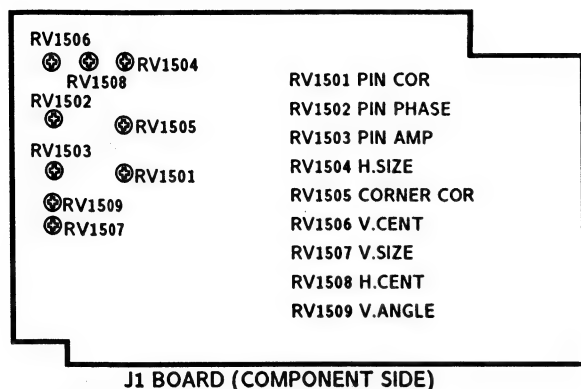 RV1506
RV1504
RV1508
RV1502
RV1505
RV1503
RV1501
RV1509
RV1507
RV1501 PIN COR
RV1502 PIN PHASE
RV1503 PIN AMP
RV1504 H.SIZE
RV1505 CORNER COR
RV1506 V.CENT
RV1507 V.SIZE
RV1508 H.CENT
RV1509 V.ANGLE
J1 BOARD (COMPONENT SIDE)